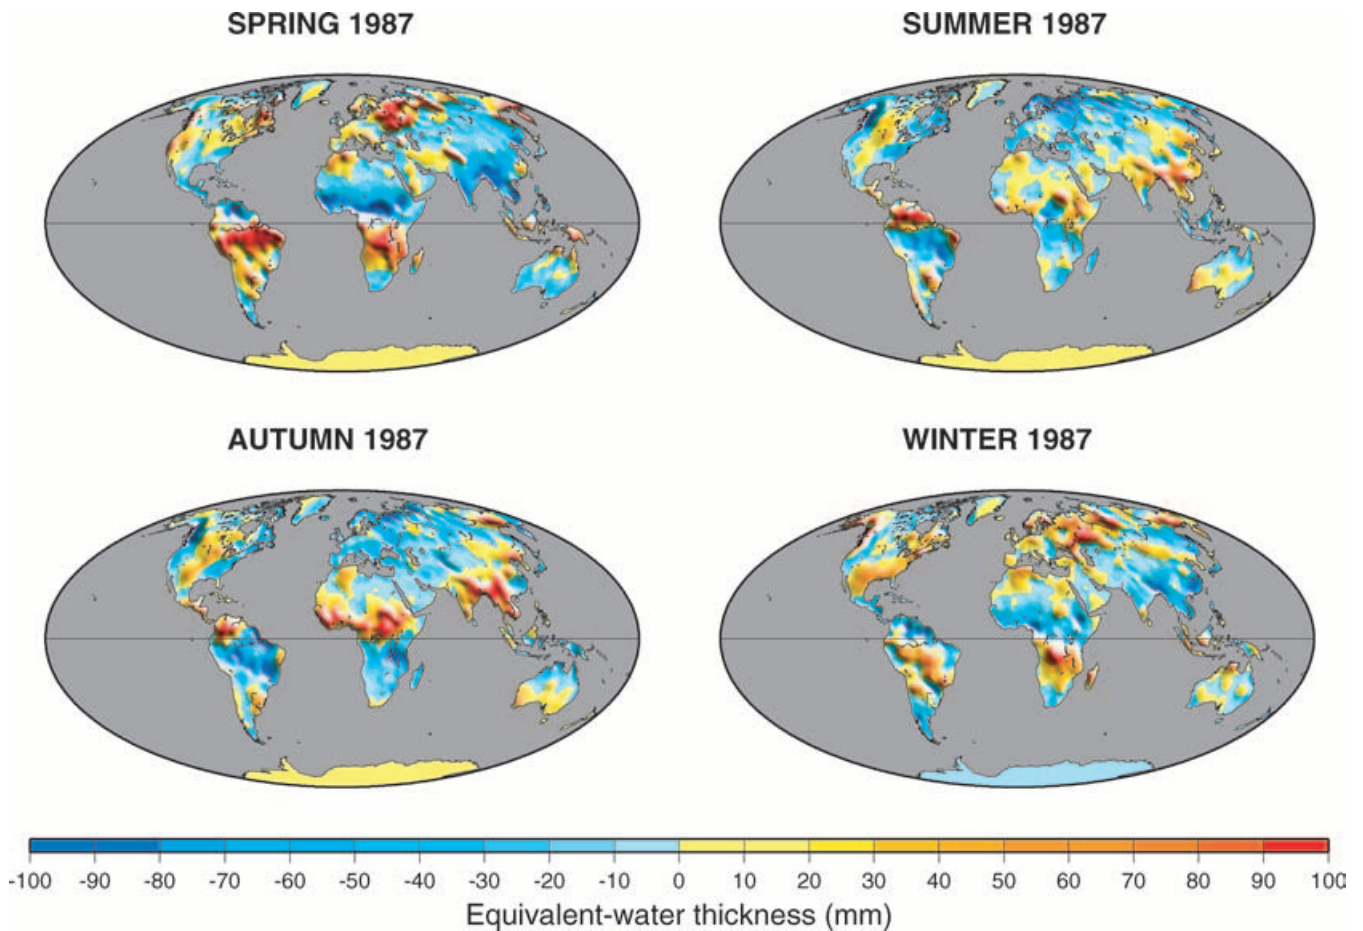 SPRING 1987
SUMMER 1987
AUTUMN 1987
WINTER 1987
-100 -90 -80 -70 -60 -50 -40 -30 -20 -10 0 10 20 30 40 50 60 70 80 90 100
Equivalent-water thickness (mm)